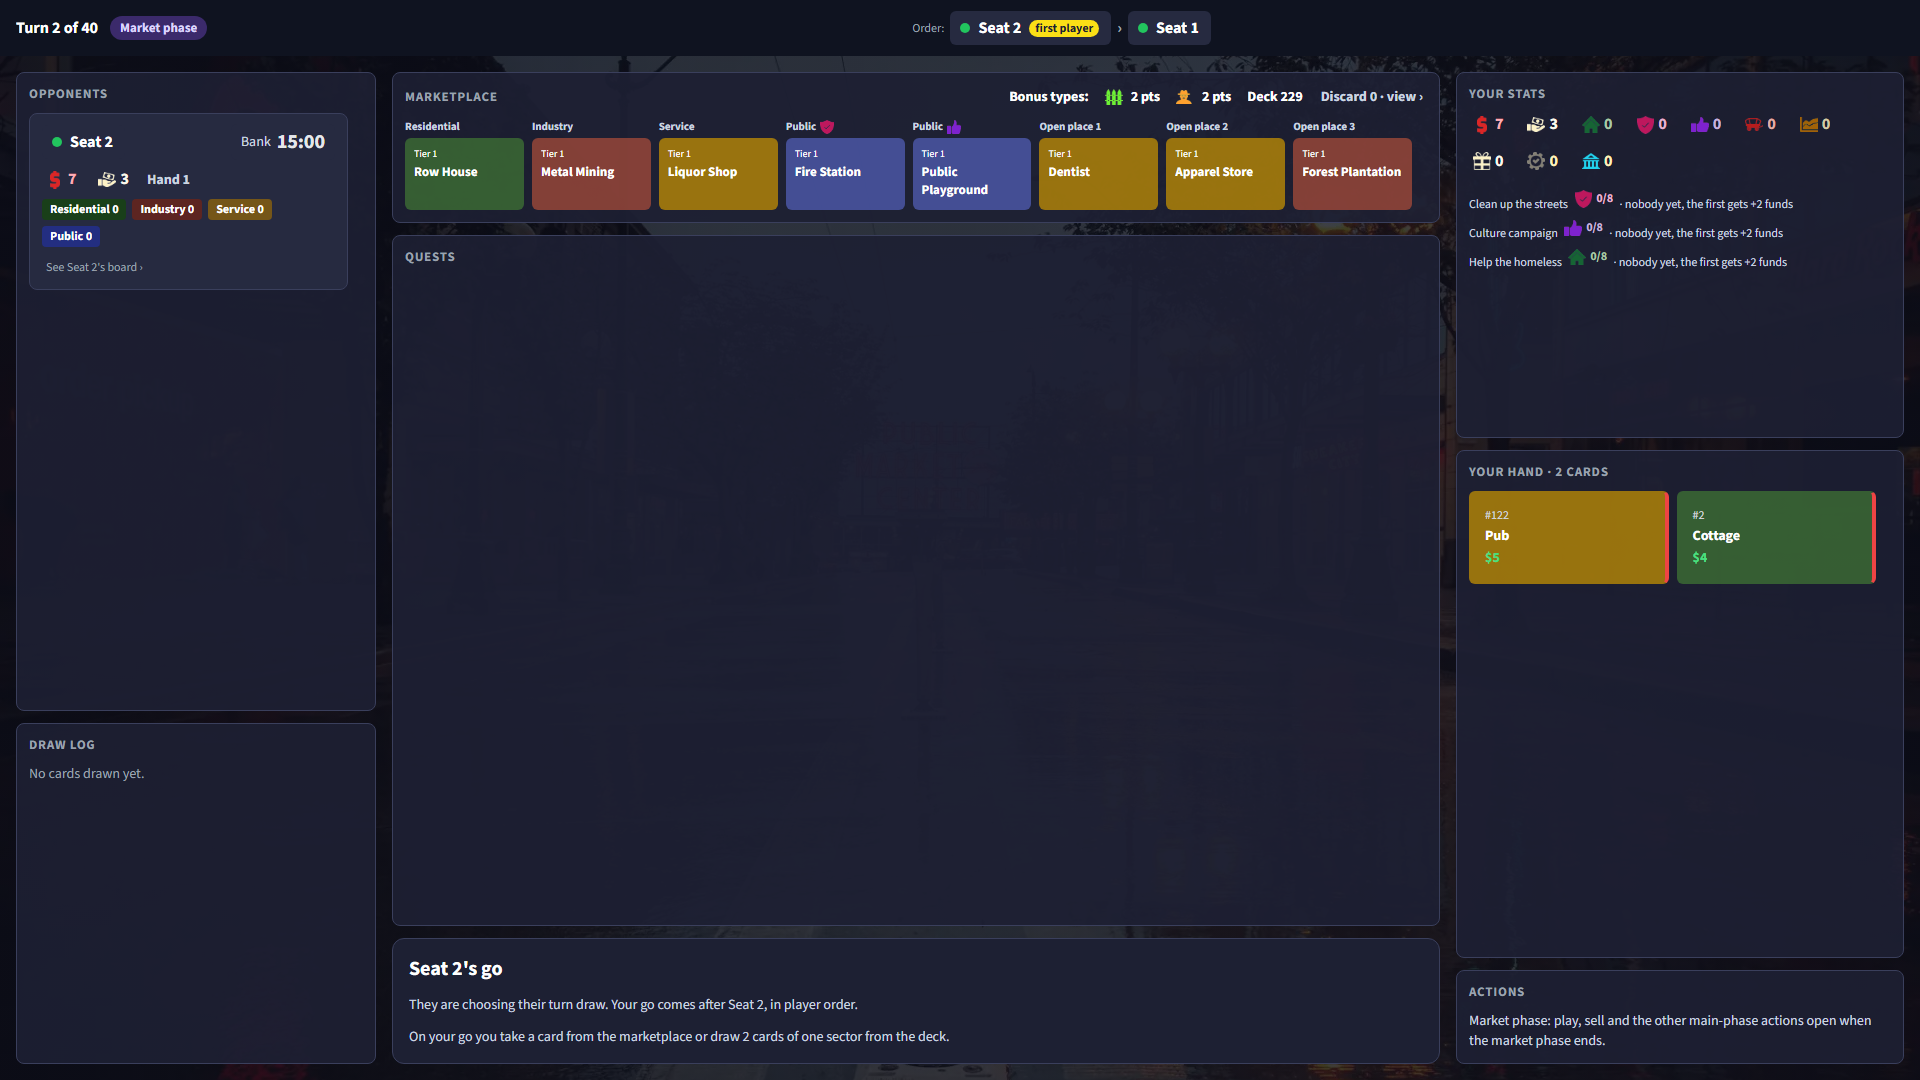 Turn 2 of 40
Market phase
Order:
Seat 2
first player
›
Seat 1
OPPONENTS
Seat 2
Bank 15:00
7
3
Hand 1
Residential 0
Industry 0
Service 0
Public 0
See Seat 2's board ›
DRAW LOG
No cards drawn yet.
MARKETPLACE
Bonus types:
2 pts
2 pts
Deck 229
Discard 0 · view ›
Residential
Tier 1
Row House
Industry
Tier 1
Metal Mining
Service
Tier 1
Liquor Shop
Public
Tier 1
Fire Station
Public
Tier 1
Public
Playground
Open place 1
Tier 1
Dentist
Open place 2
Tier 1
Apparel Store
Open place 3
Tier 1
Forest Plantation
QUESTS
Seat 2's go
They are choosing their turn draw. Your go comes after Seat 2, in player order.
On your go you take a card from the marketplace or draw 2 cards of one sector from the deck.
YOUR STATS
7
3
0
0
0
0
0
0
0
0
Clean up the streets 0/8 · nobody yet, the first gets +2 funds
Culture campaign 0/8 · nobody yet, the first gets +2 funds
Help the homeless 0/8 · nobody yet, the first gets +2 funds
YOUR HAND · 2 CARDS
#122
Pub
$5
#2
Cottage
$4
ACTIONS
Market phase: play, sell and the other main-phase actions open when
the market phase ends.